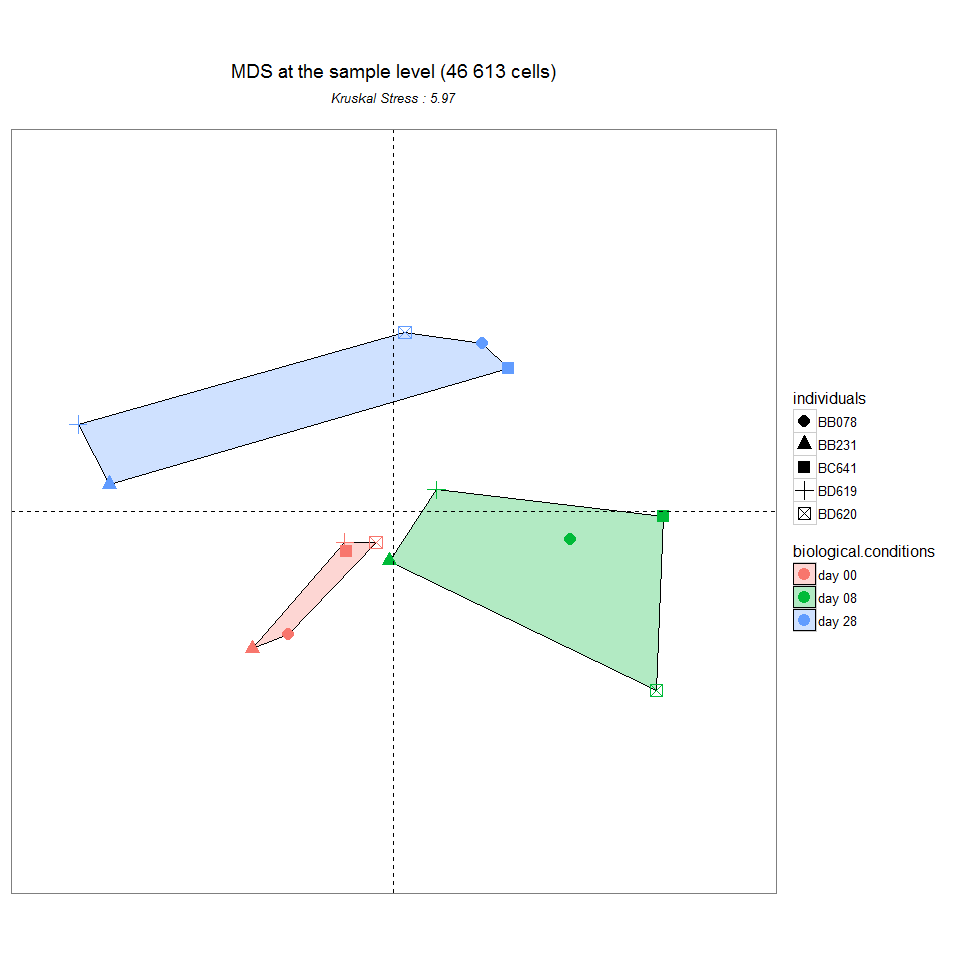 MDS at the sample level (46 613 cells)
Kruskal Stress : 5.97
individuals
BB078
BB231
BC641
BD619
BD620
biological.conditions
day 00
day 08
day 28